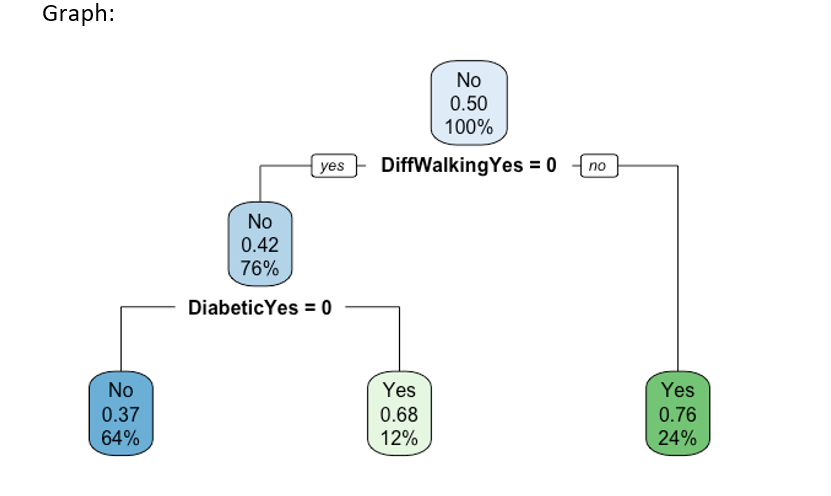 Graph:
No
0.50
100%
yes DiffWalkingYes = 0 no
No
0.42
76%
DiabeticYes = 0
No
0.37
64%
Yes
0.68
12%
Yes
0.76
24%